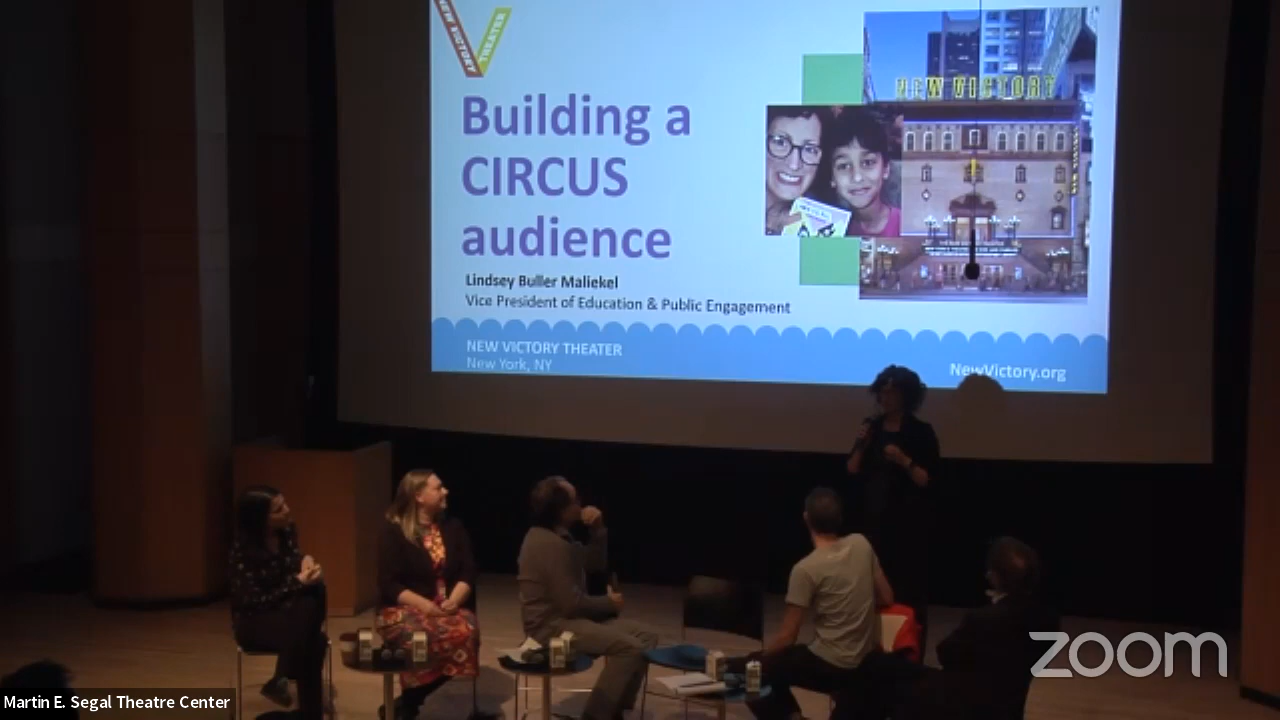 NEW VICTORY
THEATER
NEW VICTORY
Building a
CIRCUS
audience
Lindsey Buller Maliekel
Vice President of Education & Public Engagement
NEW VICTORY THEATER
New York, NY
NewVictory.org
zoom
Martin E. Segal Theatre Center